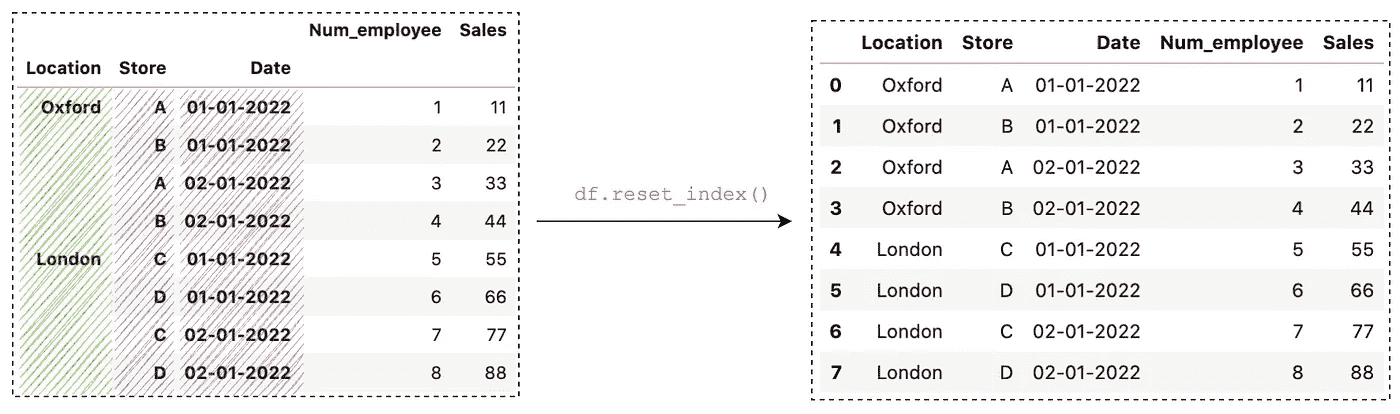 Num_employee Sales
Location Store Date
Oxford A 01-01-2022 1 11
B 01-01-2022 2 22
A 02-01-2022 3 33
B 02-01-2022 4 44
London C 01-01-2022 5 55
D 01-01-2022 6 66
C 02-01-2022 7 77
D 02-01-2022 8 88
df.reset_index()
Location Store Date Num_employee Sales
0 Oxford A 01-01-2022 1 11
1 Oxford B 01-01-2022 2 22
2 Oxford A 02-01-2022 3 33
3 Oxford B 02-01-2022 4 44
4 London C 01-01-2022 5 55
5 London D 01-01-2022 6 66
6 London C 02-01-2022 7 77
7 London D 02-01-2022 8 88